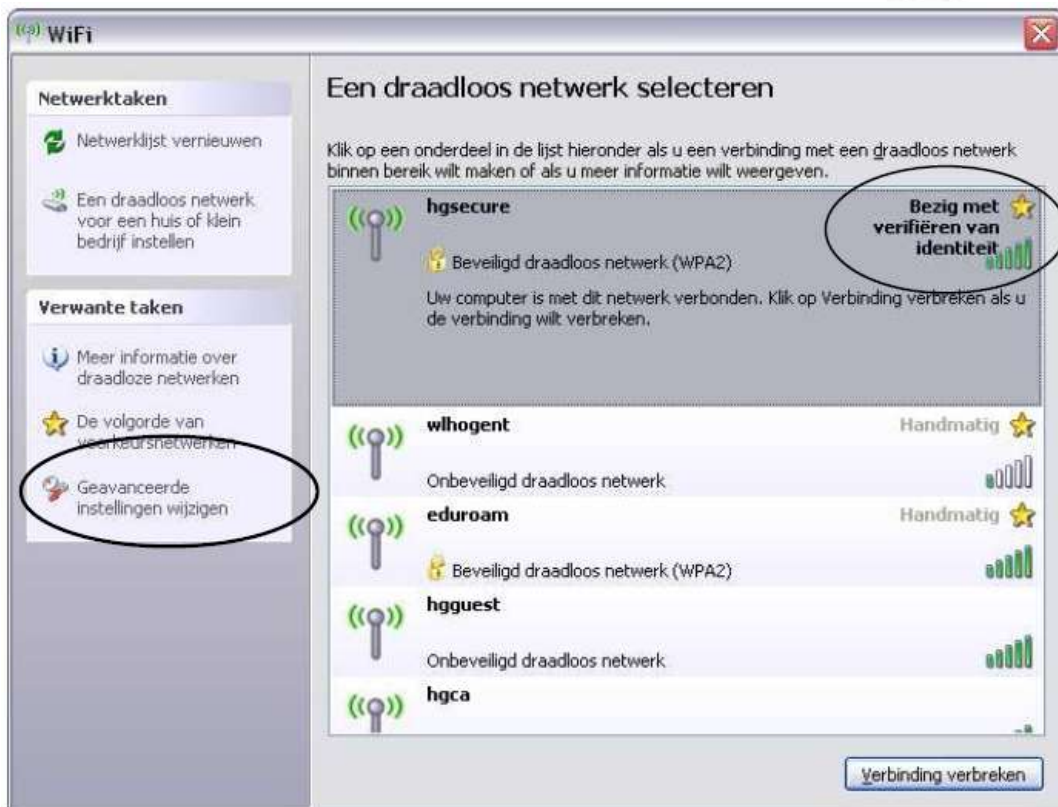 WiFi
Netwerktaken
Netwerklijst vernieuwen
Een draadloos netwerk
voor een huis of klein
bedrijf instellen
Verwante taken
Meer informatie over
draadloze netwerken
De volgorde van
voorkeursnetwerken
Geavanceerde
instellingen wijzigen
Een draadloos netwerk selecteren
Klik op een onderdeel in de lijst hieronder als u een verbinding met een draadloos netwerk
binnen bereik wilt maken of als u meer informatie wilt weergeven.
hgsecure
Bezig met
verifiëren van
identiteit
Beveiligd draadloos netwerk (WPA2)
Uw computer is met dit netwerk verbonden. Klik op Verbinding verbreken als u
de verbinding wilt verbreken.
wlhogent
Handmatig
Onbeveiligd draadloos netwerk
eduroam
Handmatig
Beveiligd draadloos netwerk (WPA2)
hgguest
Onbeveiligd draadloos netwerk
hgca
Verbinding verbreken